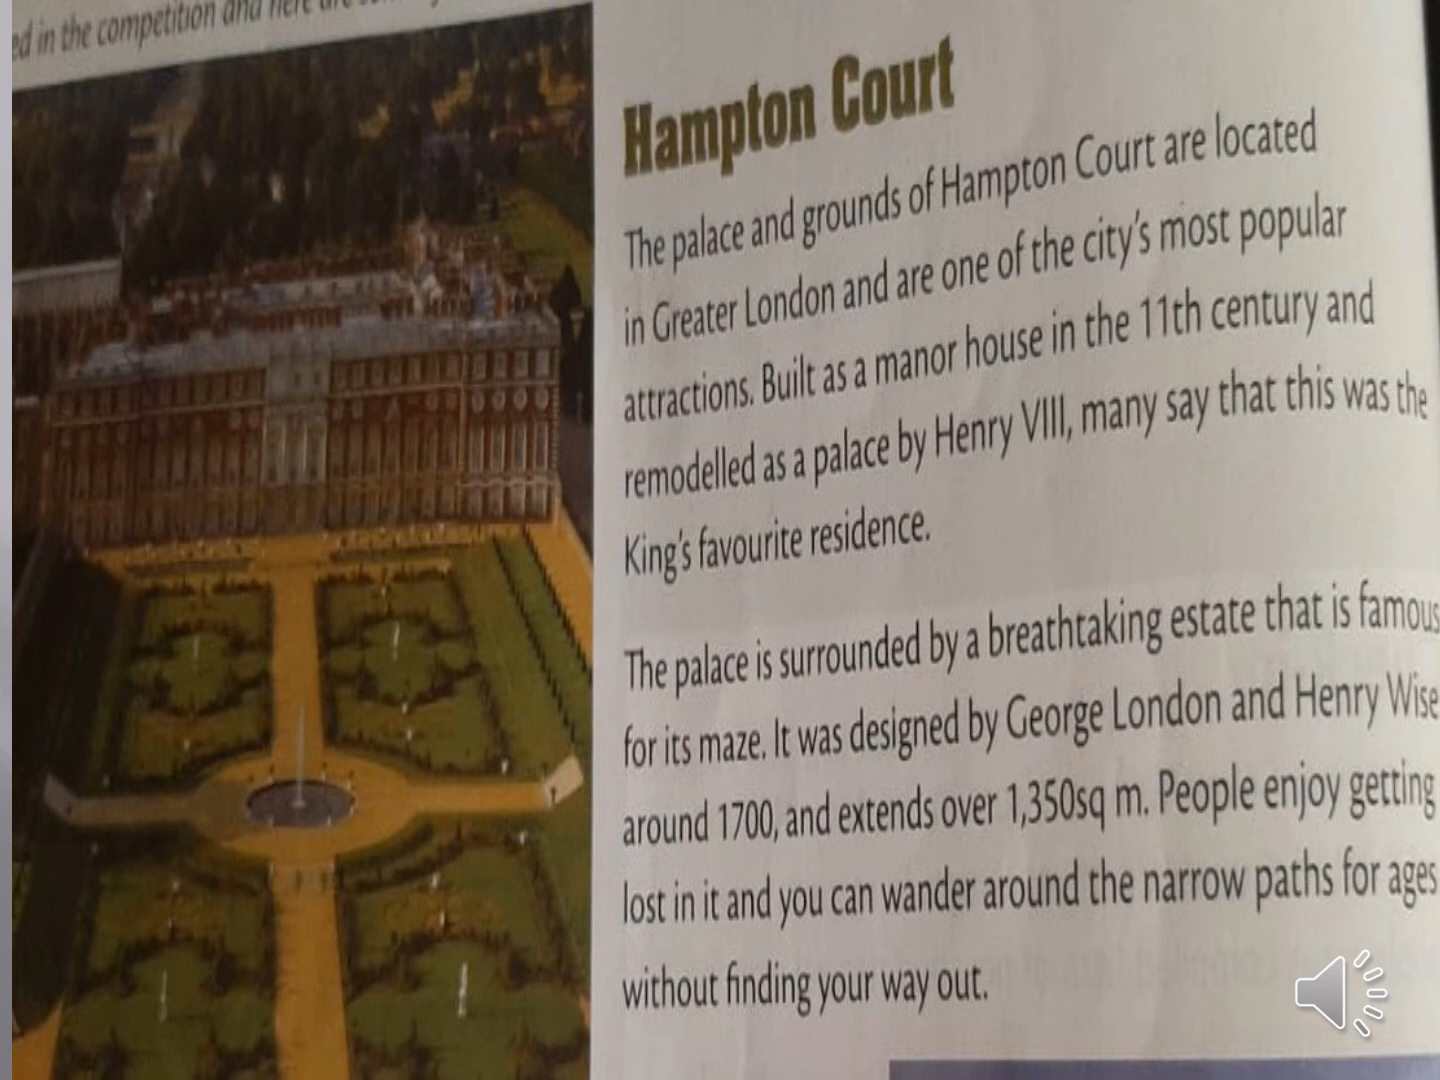 ed in the competition and here are
Hampton Court
The palace and grounds of Hampton Court are located
in Greater London and are one of the city's most popular
attractions. Built as a manor house in the 11th century and
remodelled as a palace by Henry VIII, many say that this was the
King's favourite residence.
The palace is surrounded by a breathtaking estate that is famous
for its maze. It was designed by George London and Henry Wise
around 1700, and extends over 1,350sq m. People enjoy getting
lost in it and you can wander around the narrow paths for ages
without finding your way out.